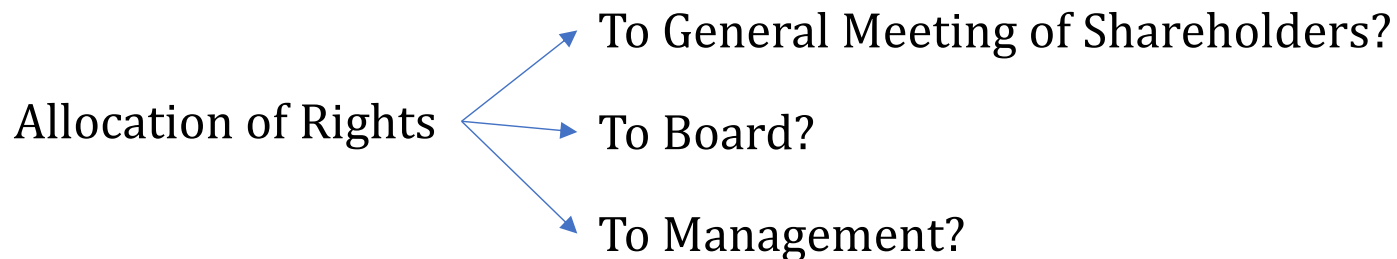 To General Meeting of Shareholders?
Allocation of Rights
To Board?
To Management?